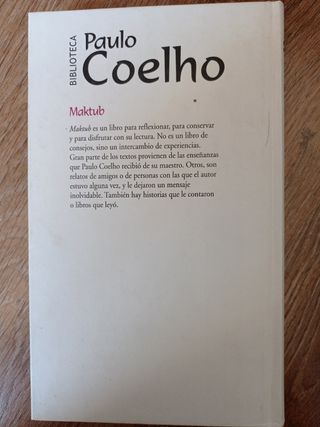 BIBLIOTECA
Paulo
Coelho
Maktub
Maktub es un libro para reflexionar, para conservar
y para disfrutar con su lectura. No es un libro de
consejos, sino un intercambio de experiencias.
Gran parte de los textos provienen de las enseñanzas
que Paulo Coelho recibió de su maestro. Otros, son
relatos de amigos o de personas con las que el autor
estuvo alguna vez, y le dejaron un mensaje
inolvidable. También hay historias que le contaron
o libros que leyó.